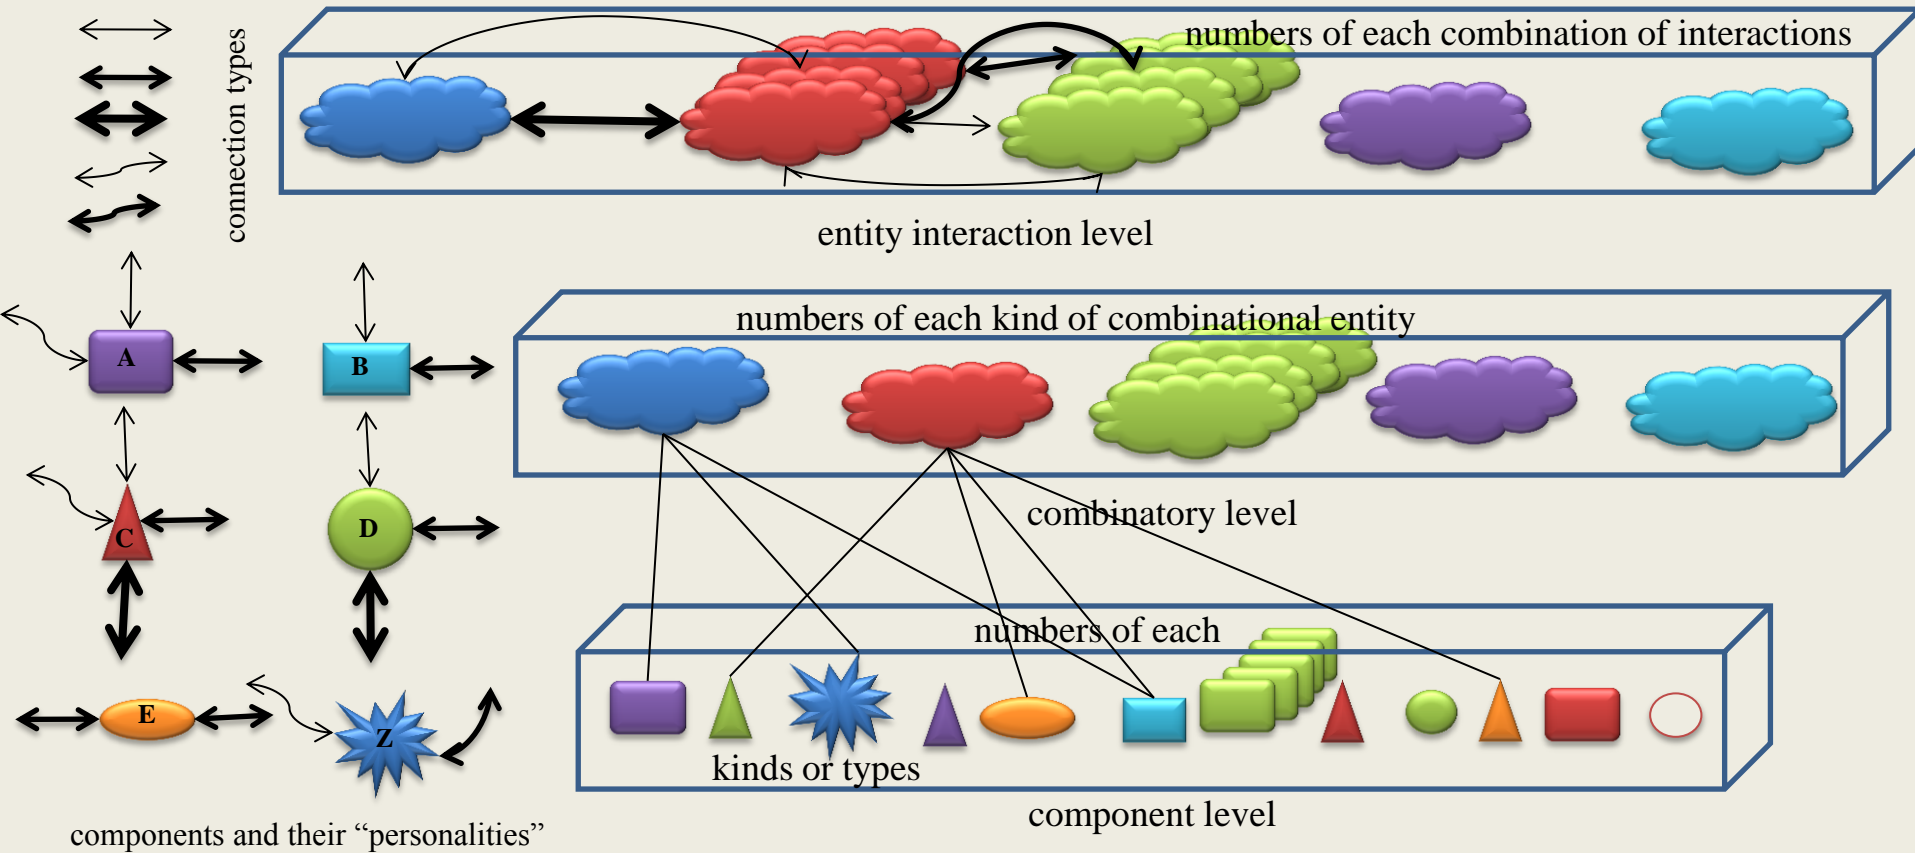 numbers of each combination of interactions
connection types
entity interaction level
numbers of each kind of combinational entity
A
B
combinatory level
C
D
numbers of each
E
Z
kinds or types
component level
components and their “personalities”